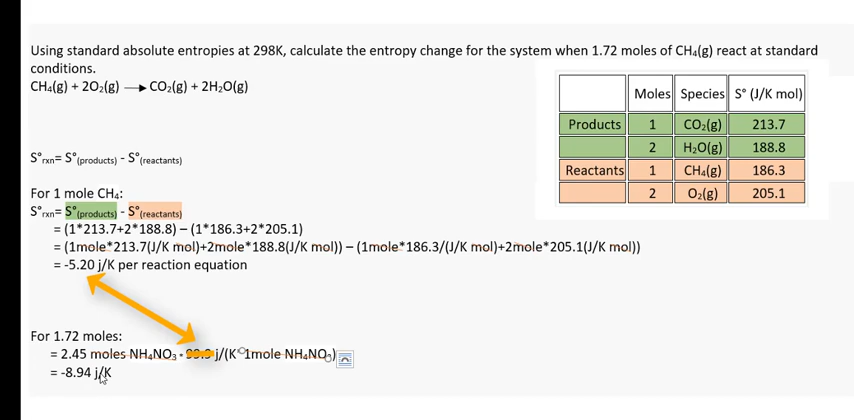 Using standard absolute entropies at 298K, calculate the entropy change for the system when 1.72 moles of CH₄(g) react at standard
conditions.
CH₄(g) + 2O₂(g) → CO₂(g) + 2H₂O(g)
Moles Species S° (J/K mol)
Products 1 CO₂(g) 213.7
2 H₂O(g) 188.8
Reactants 1 CH₄(g) 186.3
2 O₂(g) 205.1
S°rxn= S°(products) - S°(reactants)
For 1 mole CH₄:
S°rxn= S°(products) - S°(reactants)
= (1*213.7+2*188.8) – (1*186.3+2*205.1)
= (1mole*213.7(J/K mol)+2mole*188.8(J/K mol)) – (1mole*186.3/(J/K mol)+2mole*205.1(J/K mol))
= -5.20 j/K per reaction equation
For 1.72 moles:
= 2.45 moles NH₄NO₃ * j/(K 1mole NH₄NO₃)
= -8.94 j/K